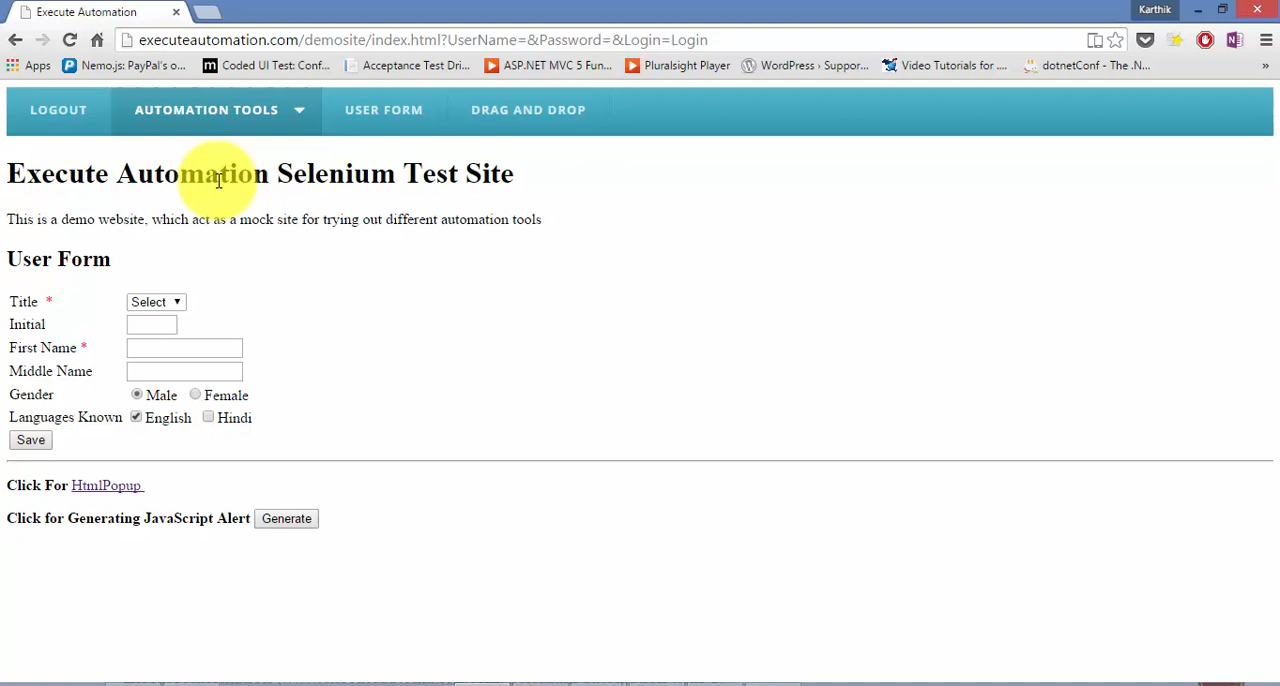 Execute Automation
Karthik
executeautomation.com/demosite/index.html?UserName=&Password=&Login=Login
Apps Nemo.js: PayPal's o... Coded UI Test: Conf... Acceptance Test Dri... ASP.NET MVC 5 Fun... Pluralsight Player WordPress › Suppor... Video Tutorials for .... dotnetConf - The .N... »
LOGOUT AUTOMATION TOOLS USER FORM DRAG AND DROP
Execute Automation Selenium Test Site
This is a demo website, which act as a mock site for trying out different automation tools
User Form
Title * Select
Initial
First Name *
Middle Name
Gender Male Female
Languages Known English Hindi
Save
Click For HtmlPopup
Click for Generating JavaScript Alert Generate